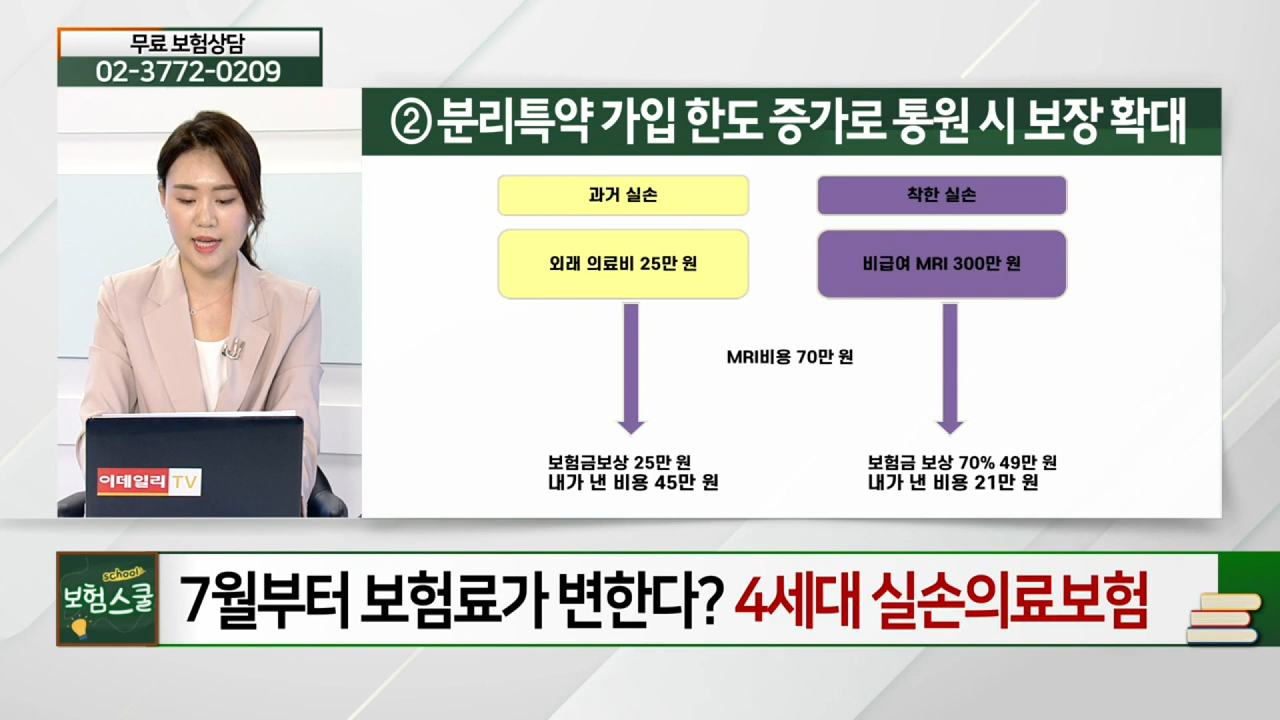 무료 보험상담
02-3772-0209
② 분리특약 가입 한도 증가로 통원 시 보장 확대
과거 실손
착한 실손
외래 의료비 25만 원
비급여 MRI 300만 원
MRI비용 70만 원
보험금보상 25만 원
내가 낸 비용 45만 원
보험금 보상 70% 49만 원
내가 낸 비용 21만 원
이데일리 TV
school
보험스쿨
7월부터 보험료가 변한다? 4세대 실손의료보험